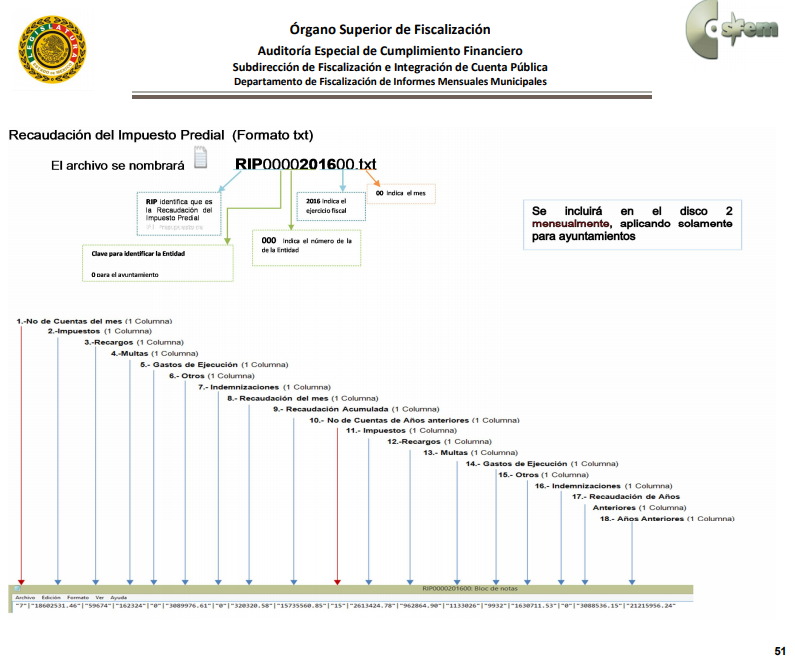 Órgano Superior de Fiscalización
Auditoría Especial de Cumplimiento Financiero
Subdirección de Fiscalización e Integración de Cuenta Pública
Departamento de Fiscalización de Informes Mensuales Municipales
LEGISLATURA
ESTADO DE MEXICO
osfem
Recaudación del Impuesto Predial (Formato txt)
El archivo se nombrará RIP000020160​0.txt
00 Indica el mes
RIP identifica que es
la Recaudación del
Impuesto Predial
2016 Indica el
ejercicio fiscal
Se incluirá en el disco 2
mensualmente, aplicando solamente
para ayuntamientos
000 Indica el número de la
de la Entidad
Clave para identificar la Entidad
0 para el ayuntamiento
1.-No de Cuentas del mes (1 Columna)
2.-Impuestos (1 Columna)
3.-Recargos (1 Columna)
4.-Multas (1 Columna)
5.- Gastos de Ejecución (1 Columna)
6.- Otros (1 Columna)
7.- Indemnizaciones (1 Columna)
8.- Recaudación del mes (1 Columna)
9.- Recaudación Acumulada (1 Columna)
10.- No de Cuentas de Años anteriores (1 Columna)
11.- Impuestos (1 Columna)
12.-Recargos (1 Columna)
13.- Multas (1 Columna)
14.- Gastos de Ejecución (1 Columna)
15.- Otros (1 Columna)
16.- Indemnizaciones (1 Columna)
17.- Recaudación de Años
Anteriores (1 Columna)
18.- Años Anteriores (1 Columna)
RIP0000201600: Bloc de notas
Archivo Edición Formato Ver Ayuda
"7"|"18602531.46"|"59674"|"162324"|"0"|"3089976.61"|"0"|"320320.58"|"15735560.85"|"15"|"2613424.78"|"962864.90"|"1133026"|"9932"|"1630711.53"|"0"|"3088536.15"|"21215956.24"
51